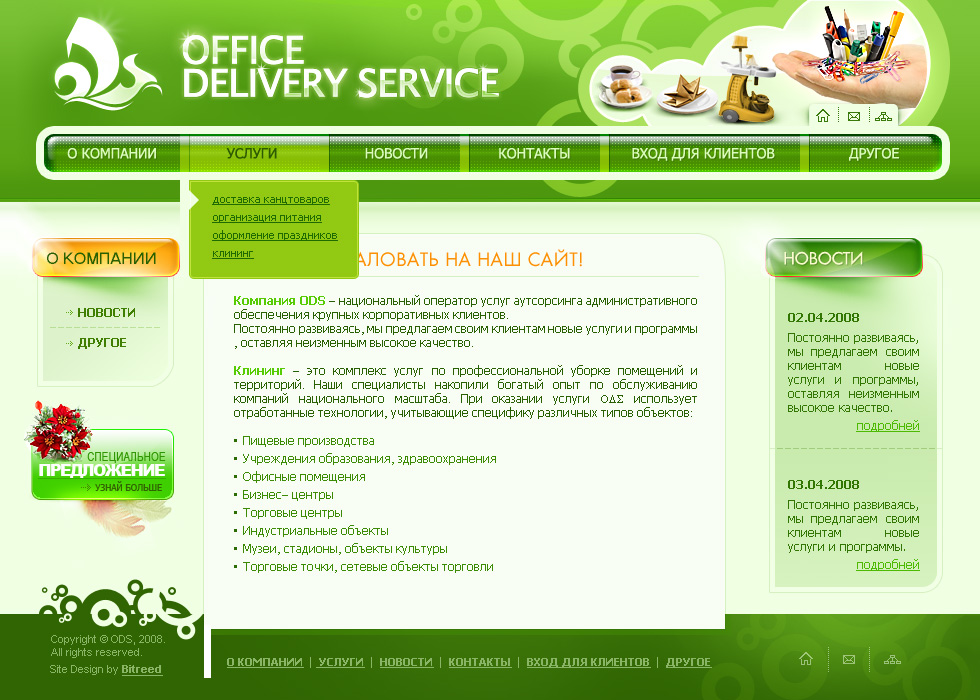 OFFICE
DELIVERY SERVICE
О КОМПАНИИ
УСЛУГИ
НОВОСТИ
КОНТАКТЫ
ВХОД ДЛЯ КЛИЕНТОВ
ДРУГОЕ
доставка канцтоваров
организация питания
оформление праздников
клининг
О КОМПАНИИ
НОВОСТИ
ДРУГОЕ
СПЕЦИАЛЬНОЕ
ПРЕДЛОЖЕНИЕ
УЗНАЙ БОЛЬШЕ
АЛОВАТЬ НА НАШ САЙТ!
Компания ODS – национальный оператор услуг аутсорсинга административного
обеспечения крупных корпоративных клиентов.
Постоянно развиваясь, мы предлагаем своим клиентам новые услуги и программы
, оставляя неизменным высокое качество.
Клининг – это комплекс услуг по профессиональной уборке помещений и
территорий. Наши специалисты накопили богатый опыт по обслуживанию
компаний национального масштаба. При оказании услуги ΟΔΣ использует
отработанные технологии, учитывающие специфику различных типов объектов:
• Пищевые производства
• Учреждения образования, здравоохранения
• Офисные помещения
• Бизнес– центры
• Торговые центры
• Индустриальные объекты
• Музеи, стадионы, объекты культуры
• Торговые точки, сетевые объекты торговли
НОВОСТИ
02.04.2008
Постоянно развиваясь,
мы предлагаем своим
клиентам новые
услуги и программы,
оставляя неизменным
высокое качество.
подробней
03.04.2008
Постоянно развиваясь,
мы предлагаем своим
клиентам новые
услуги и программы.
подробней
Copyright © ODS, 2008.
All rights reserved.
Site Design by Bitreed
О КОМПАНИИ | УСЛУГИ | НОВОСТИ | КОНТАКТЫ | ВХОД ДЛЯ КЛИЕНТОВ | ДРУГОЕ